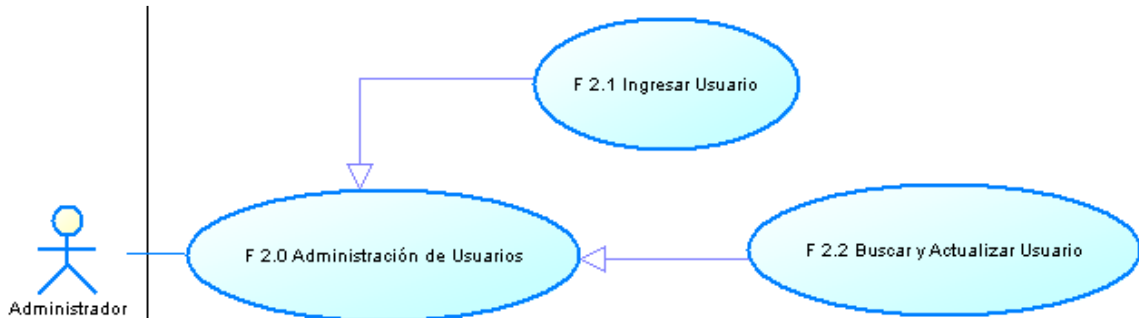 F 2.1 Ingresar Usuario
F 2.0 Administración de Usuarios
F 2.2 Buscar y Actualizar Usuario
Administrador